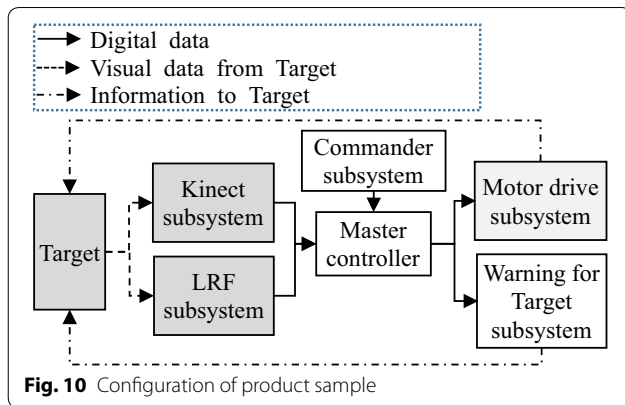 Digital data
Visual data from Target
Information to Target
Commander
subsystem
Kinect
subsystem
Motor drive
subsystem
Target
Master
controller
LRF
subsystem
Warning for
Target
subsystem
Fig. 10 Configuration of product sample